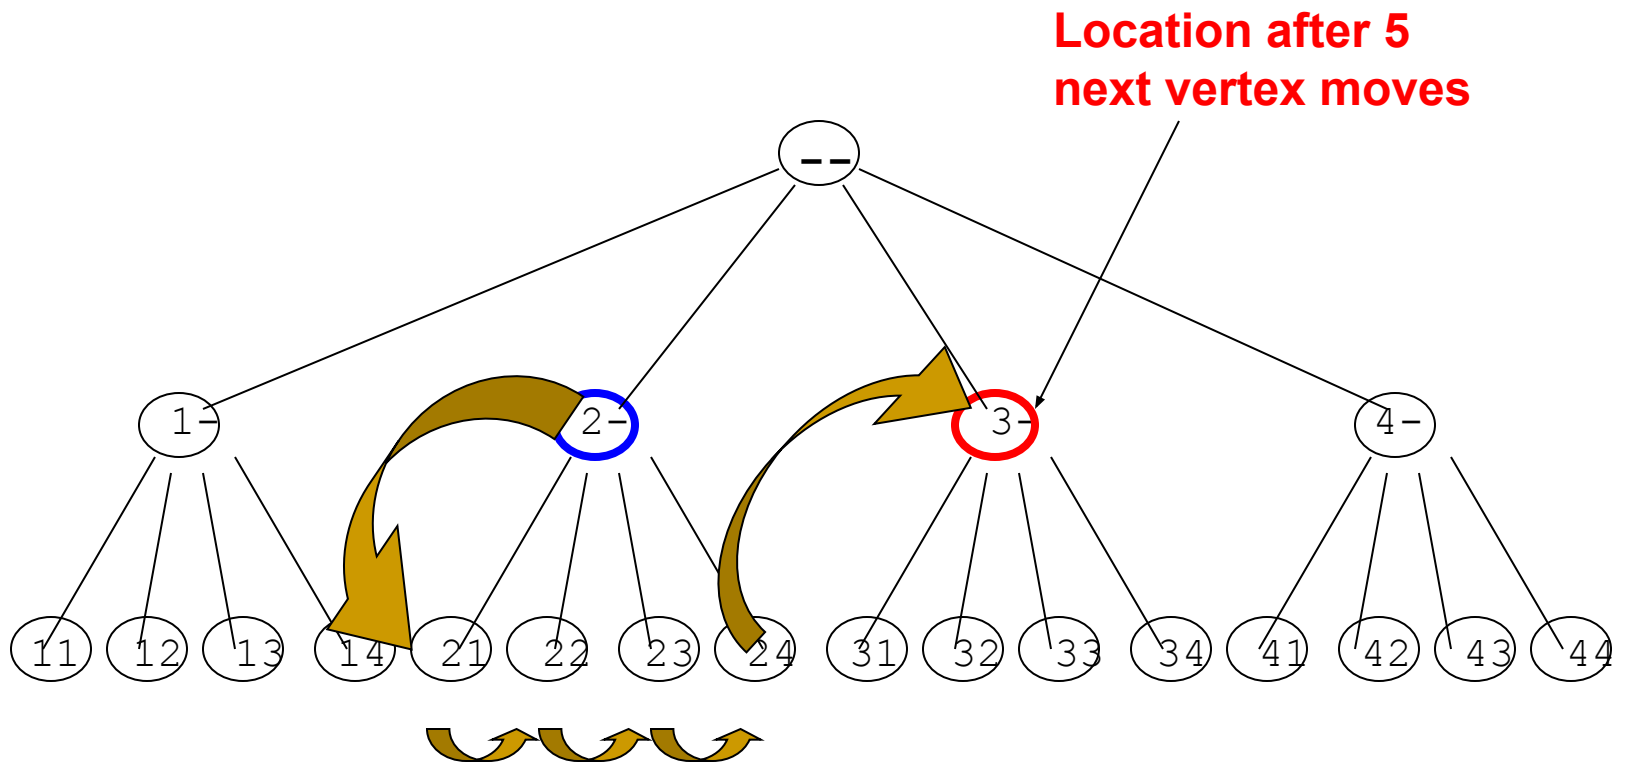 Location after 5
next vertex moves
--
1- 2- 3- 4-
11 12 13 14 21 22 23 24 31 32 33 34 41 42 43 44